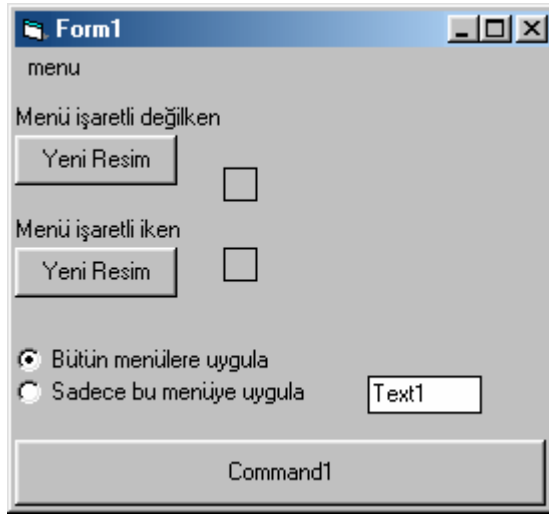 Form1
menu
Menü işaretli değilken
Yeni Resim
Menü işaretli iken
Yeni Resim
Bütün menülere uygula
Sadece bu menüye uygula Text1
Command1